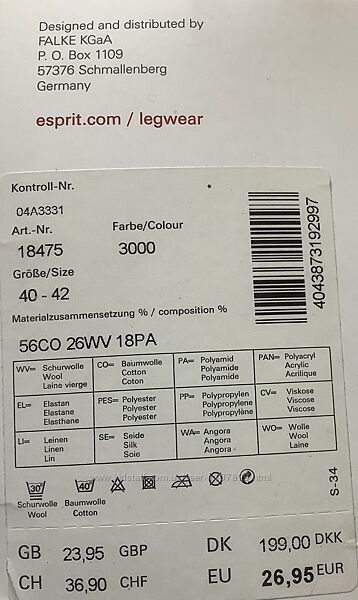 Designed and distributed by
FALKE KGaA
P. O. Box 1109
57376 Schmallenberg
Germany
esprit.com / legwear
Kontroll-Nr.
04A3331
Art.-Nr.
Farbe/Colour
18475
3000
Größe/Size
40 - 42
4043873192997
Materialzusammensetzung % / composition %
56CO 26WV 18PA
WV= Schurwolle
Wool
Laine vierge
CO= Baumwolle
Cotton
Coton
PA= Polyamid
Polyamide
Polyamide
PAN= Polyacryl
Acrylic
Acrilique
EL= Elastan
Elastane
Elasthane
PES= Polyester
Polyester
Polyester
PP= Polypropylen
Polypropylene
Polypropylène
CV= Viskose
Viscose
Viscose
LI= Leinen
Linen
Lin
SE= Seide
Silk
Soie
WA= Angora
Angora
Angora
WO= Wolle
Wool
Laine
30
Schurwolle
Wool
40
Baumwolle
Cotton
S-34
GB 23,95 GBP
DK 199,00 DKK
CH 36,90 CHF
EU 26,95 EUR